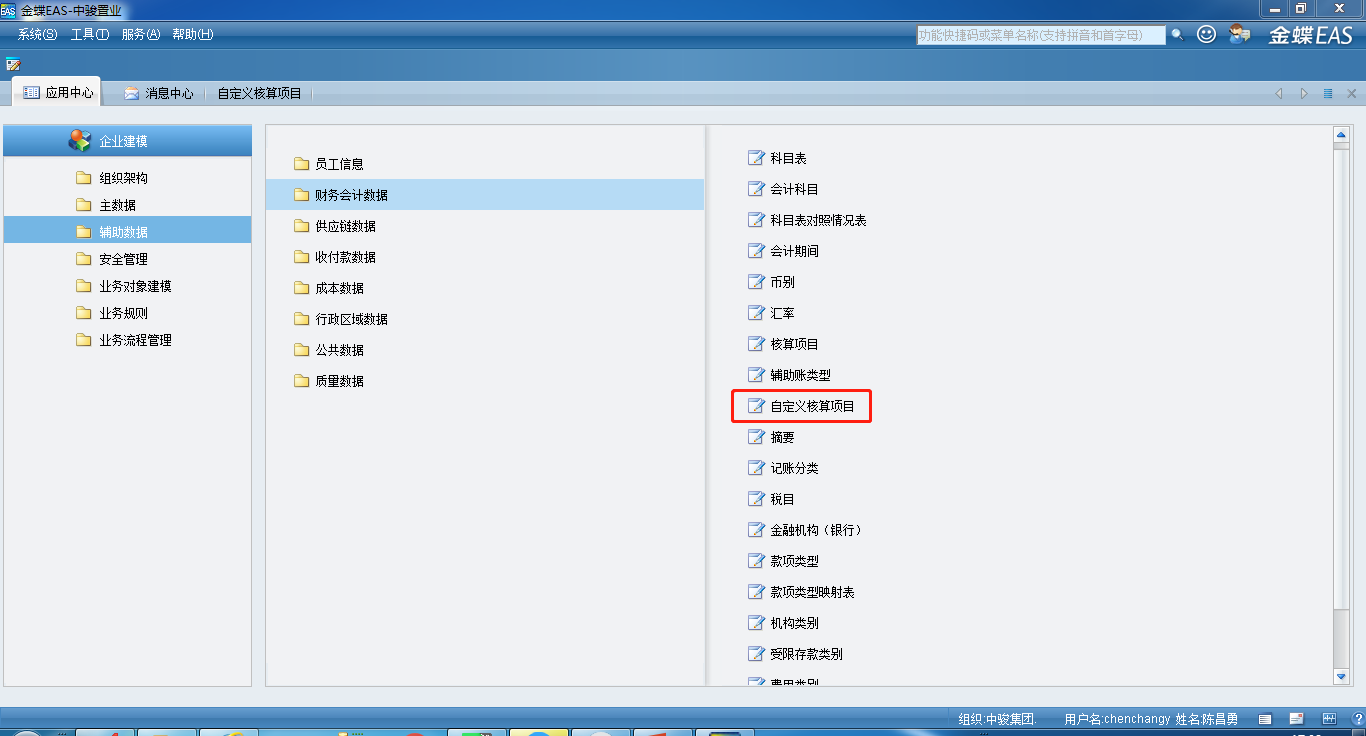 EAS 金蝶EAS-中骏置业
系统(S) 工具(T) 服务(A) 帮助(H)
功能快捷码或菜单名称(支持拼音和首字母)
金蝶EAS
应用中心 消息中心 自定义核算项目
企业建模
组织架构
主数据
辅助数据
安全管理
业务对象建模
业务规则
业务流程管理
员工信息
财务会计数据
供应链数据
收付款数据
成本数据
行政区域数据
公共数据
质量数据
科目表
会计科目
科目表对照情况表
会计期间
币别
汇率
核算项目
辅助账类型
自定义核算项目
摘要
记账分类
税目
金融机构（银行）
款项类型
款项类型映射表
机构类别
受限存款类别
费用类别
组织:中骏集团 用户名:chenchangy 姓名:陈昌勇